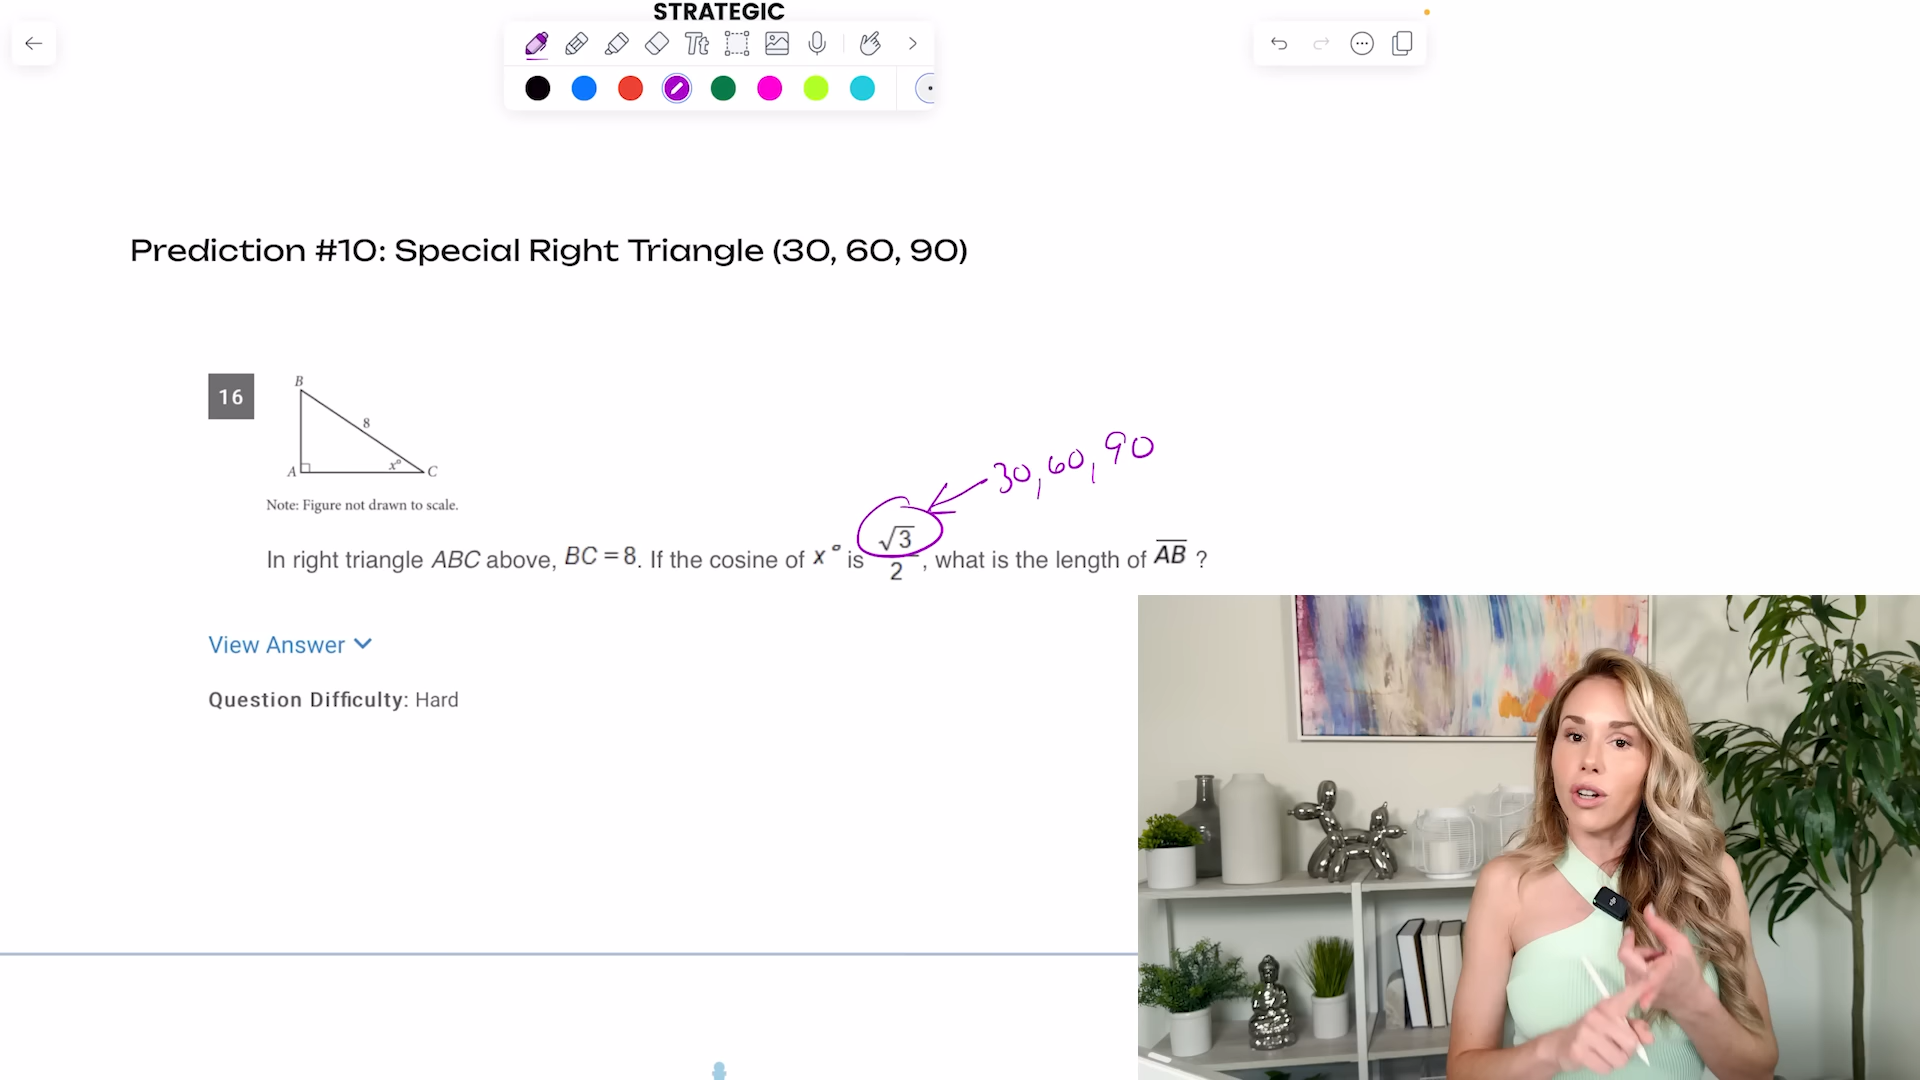 STRATEGIC
Tt
Prediction #10: Special Right Triangle (30, 60, 90)
16
B
8
A
x°
C
Note: Figure not drawn to scale.
30, 60, 90
In right triangle ABC above, BC = 8. If the cosine of x° is √3/2, what is the length of AB ?
View Answer
Question Difficulty: Hard